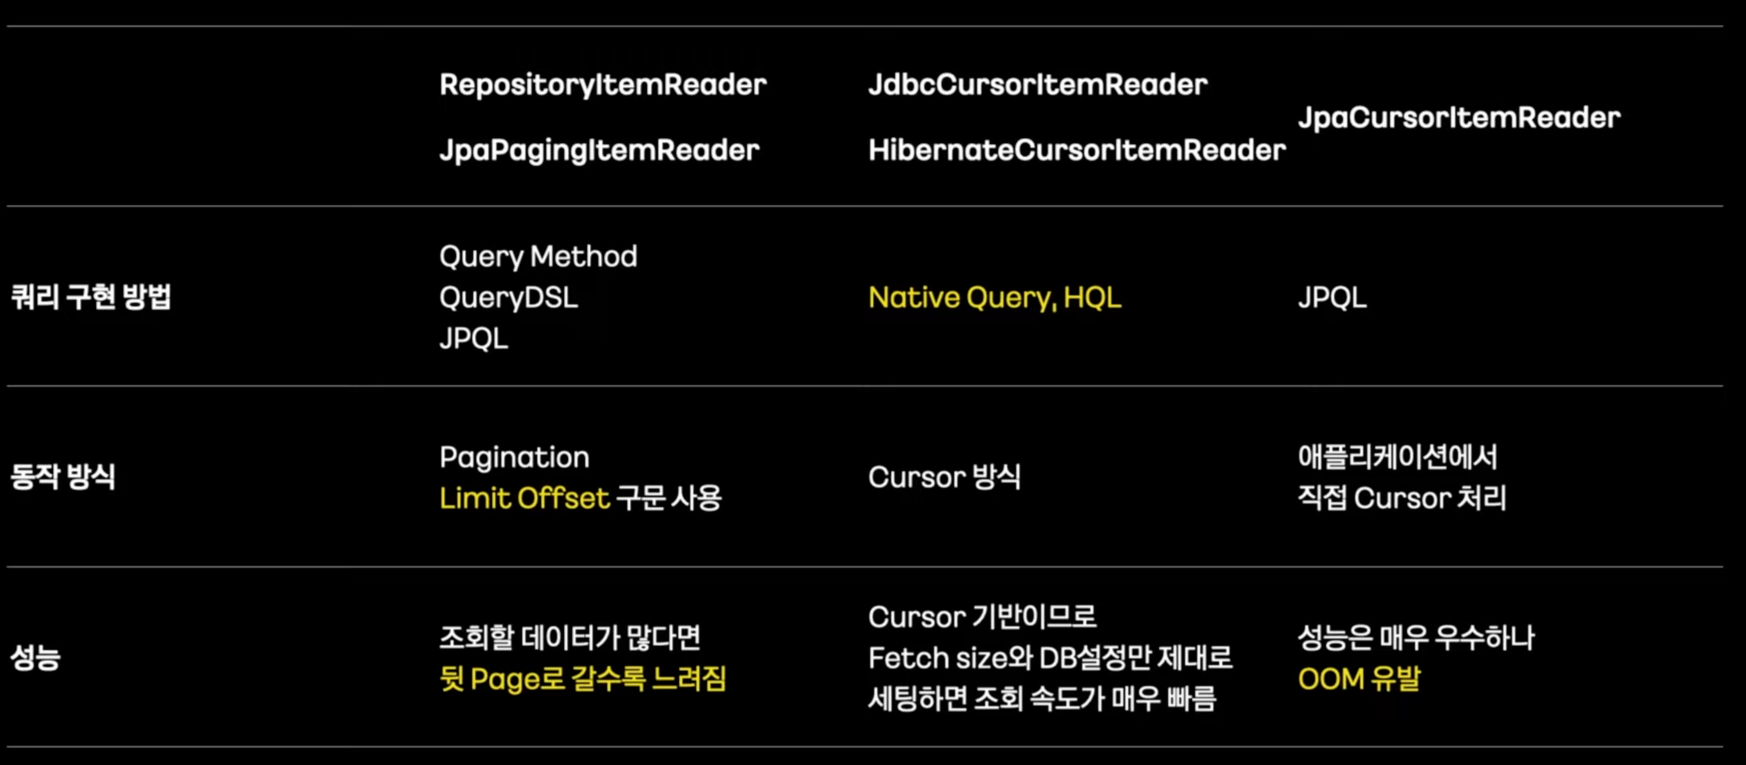 RepositoryItemReader
JpaPagingItemReader
JdbcCursorItemReader
HibernateCursorItemReader
JpaCursorItemReader
쿼리 구현 방법
Query Method
QueryDSL
JPQL
Native Query, HQL
JPQL
동작 방식
Pagination
Limit Offset 구문 사용
Cursor 방식
애플리케이션에서
직접 Cursor 처리
성능
조회할 데이터가 많다면
뒷 Page로 갈수록 느려짐
Cursor 기반이므로
Fetch size와 DB설정만 제대로
세팅하면 조회 속도가 매우 빠름
성능은 매우 우수하나
OOM 유발